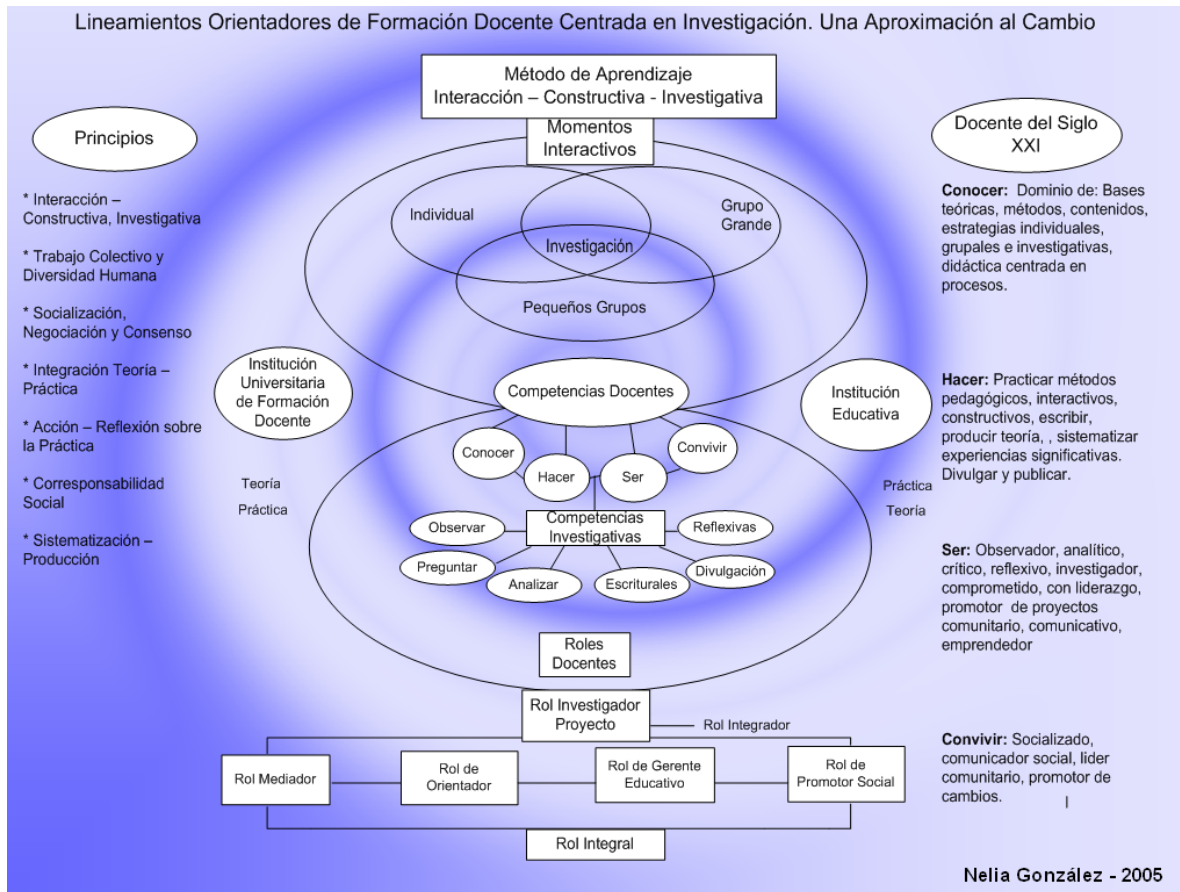 Lineamientos Orientadores de Formación Docente Centrada en Investigación. Una Aproximación al Cambio
Método de Aprendizaje
Interacción – Constructiva - Investigativa
Momentos
Interactivos
Individual
Grupo
Grande
Investigación
Pequeños Grupos
Principios
* Interacción –
Constructiva, Investigativa
* Trabajo Colectivo y
Diversidad Humana
* Socialización,
Negociación y Consenso
* Integración Teoría –
Práctica
* Acción – Reflexión sobre
la Práctica
* Corresponsabilidad
Social
* Sistematización –
Producción
Institución
Universitaria
de Formación
Docente
Teoría
Práctica
Competencias Docentes
Conocer
Hacer
Ser
Convivir
Competencias
Investigativas
Observar
Preguntar
Analizar
Escriturales
Divulgación
Reflexivas
Roles
Docentes
Rol Investigador
Proyecto
Rol Integrador
Rol Mediador
Rol de
Orientador
Rol de Gerente
Educativo
Rol de
Promotor Social
Rol Integral
Institución
Educativa
Práctica
Teoría
Docente del Siglo
XXI
Conocer: Dominio de: Bases
teóricas, métodos, contenidos,
estrategias individuales,
grupales e investigativas,
didáctica centrada en
procesos.
Hacer: Practicar métodos
pedagógicos, interactivos,
constructivos, escribir,
producir teoría, , sistematizar
experiencias significativas.
Divulgar y publicar.
Ser: Observador, analítico,
crítico, reflexivo, investigador,
comprometido, con liderazgo,
promotor de proyectos
comunitario, comunicativo,
emprendedor
Convivir: Socializado,
comunicador social, lider
comunitario, promotor de
cambios.
Nelia González - 2005